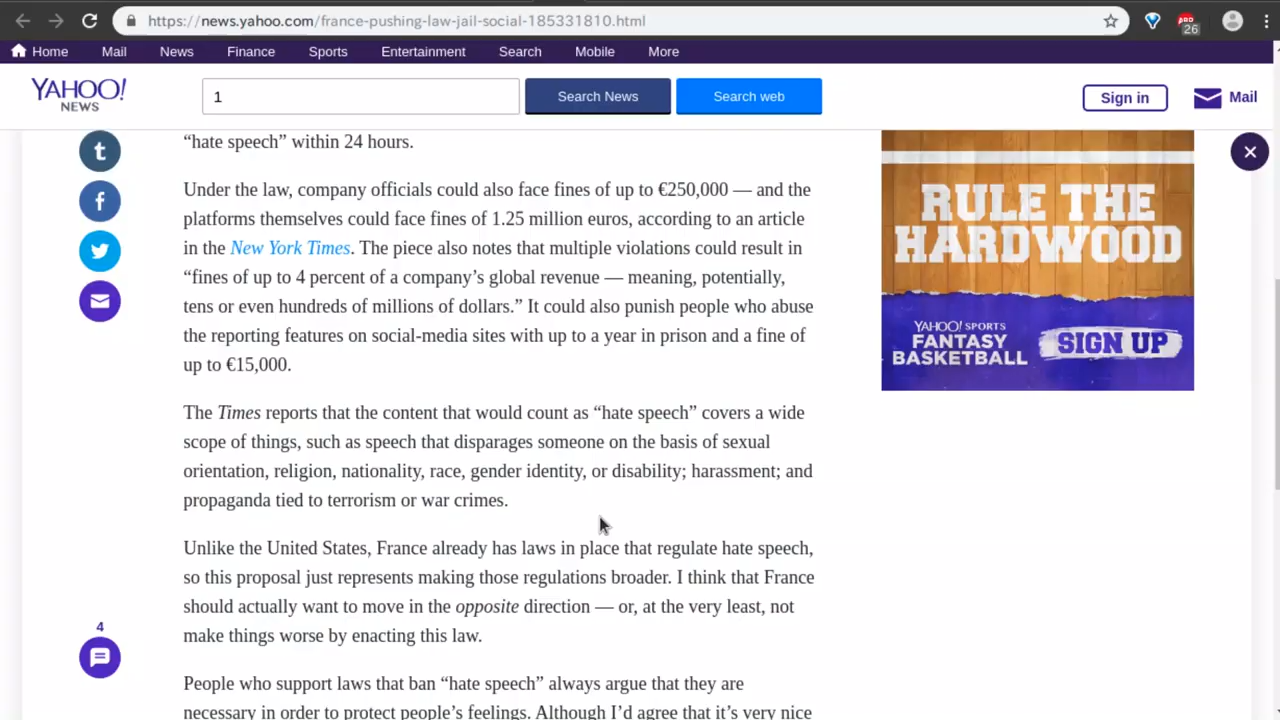 https://news.yahoo.com/france-pushing-law-jail-social-185331810.html
26
Home Mail News Finance Sports Entertainment Search Mobile More
YAHOO!
NEWS
1
Search News
Search web
Sign in
Mail
“hate speech” within 24 hours.
Under the law, company officials could also face fines of up to €250,000 — and the
platforms themselves could face fines of 1.25 million euros, according to an article
in the New York Times. The piece also notes that multiple violations could result in
“fines of up to 4 percent of a company’s global revenue — meaning, potentially,
tens or even hundreds of millions of dollars.” It could also punish people who abuse
the reporting features on social-media sites with up to a year in prison and a fine of
up to €15,000.
The Times reports that the content that would count as “hate speech” covers a wide
scope of things, such as speech that disparages someone on the basis of sexual
orientation, religion, nationality, race, gender identity, or disability; harassment; and
propaganda tied to terrorism or war crimes.
Unlike the United States, France already has laws in place that regulate hate speech,
so this proposal just represents making those regulations broader. I think that France
should actually want to move in the opposite direction — or, at the very least, not
make things worse by enacting this law.
People who support laws that ban “hate speech” always argue that they are
necessary in order to protect people’s feelings. Although I’d agree that it’s very nice
4
RULE THE
HARDWOOD
YAHOO! SPORTS
FANTASY
BASKETBALL
SIGN UP